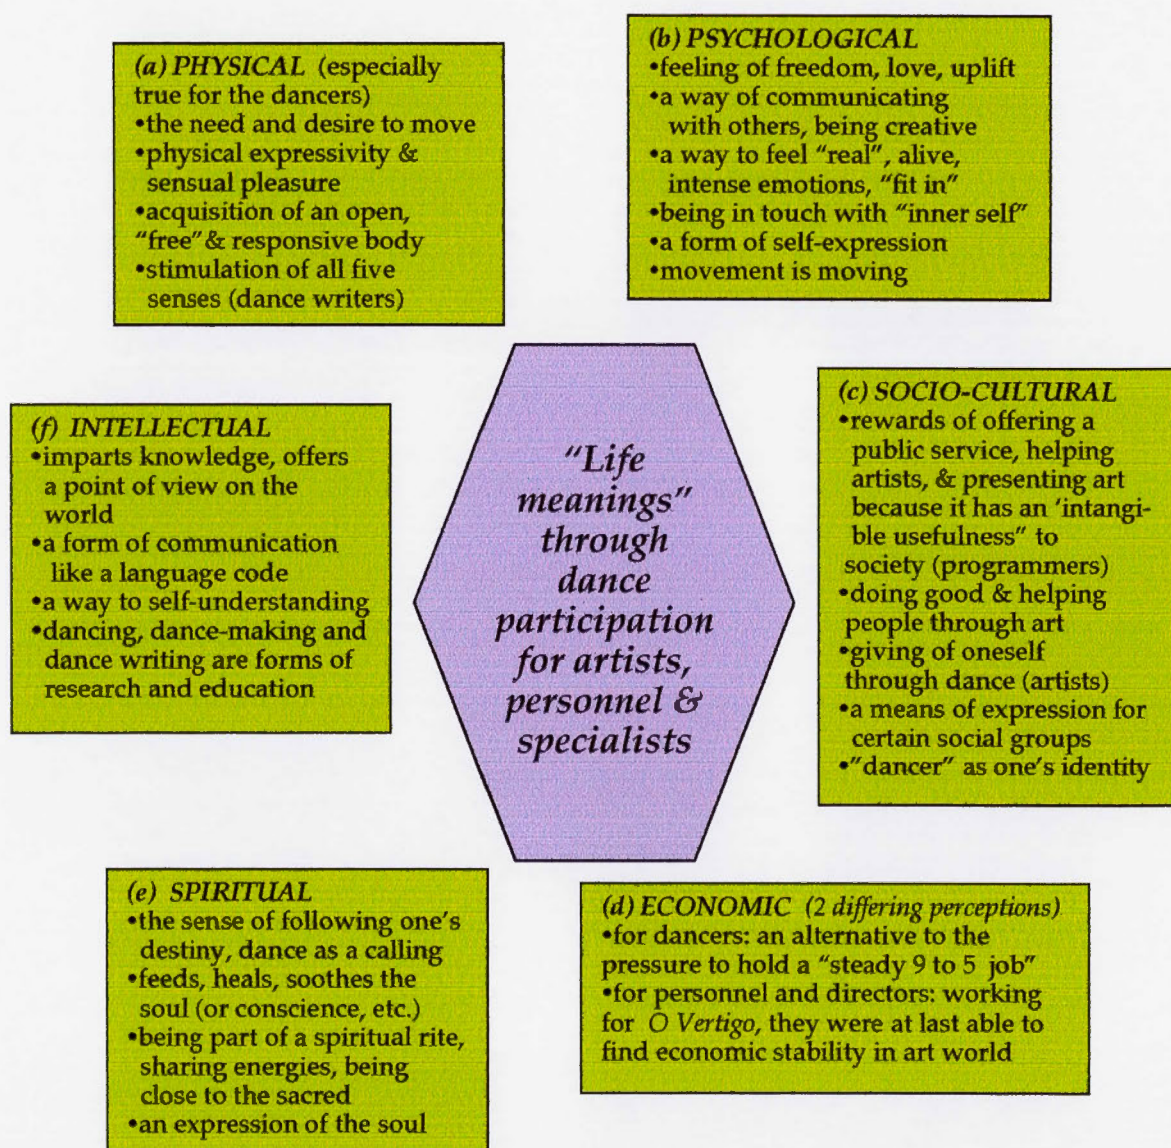 (a) PHYSICAL (especially
true for the dancers)
•the need and desire to move
•physical expressivity &
sensual pleasure
•acquisition of an open,
"free"& responsive body
•stimulation of all five
senses (dance writers)
(b) PSYCHOLOGICAL
•feeling of freedom, love, uplift
•a way of communicating
with others, being creative
•a way to feel "real", alive,
intense emotions, "fit in"
•being in touch with "inner self"
•a form of self-expression
•movement is moving
(c) SOCIO-CULTURAL
•rewards of offering a
public service, helping
artists, & presenting art
because it has an 'intangi-
ble usefulness" to
society (programmers)
•doing good & helping
people through art
•giving of oneself
through dance (artists)
•a means of expression for
certain social groups
•"dancer" as one's identity
(d) ECONOMIC (2 differing perceptions)
•for dancers: an alternative to the
pressure to hold a "steady 9 to 5 job"
•for personnel and directors: working
for O Vertigo, they were at last able to
find economic stability in art world
(e) SPIRITUAL
•the sense of following one's
destiny, dance as a calling
•feeds, heals, soothes the
soul (or conscience, etc.)
•being part of a spiritual rite,
sharing energies, being
close to the sacred
•an expression of the soul
(f) INTELLECTUAL
•imparts knowledge, offers
a point of view on the
world
•a form of communication
like a language code
•a way to self-understanding
•dancing, dance-making and
dance writing are forms of
research and education
"Life
meanings"
through
dance
participation
for artists,
personnel &
specialists